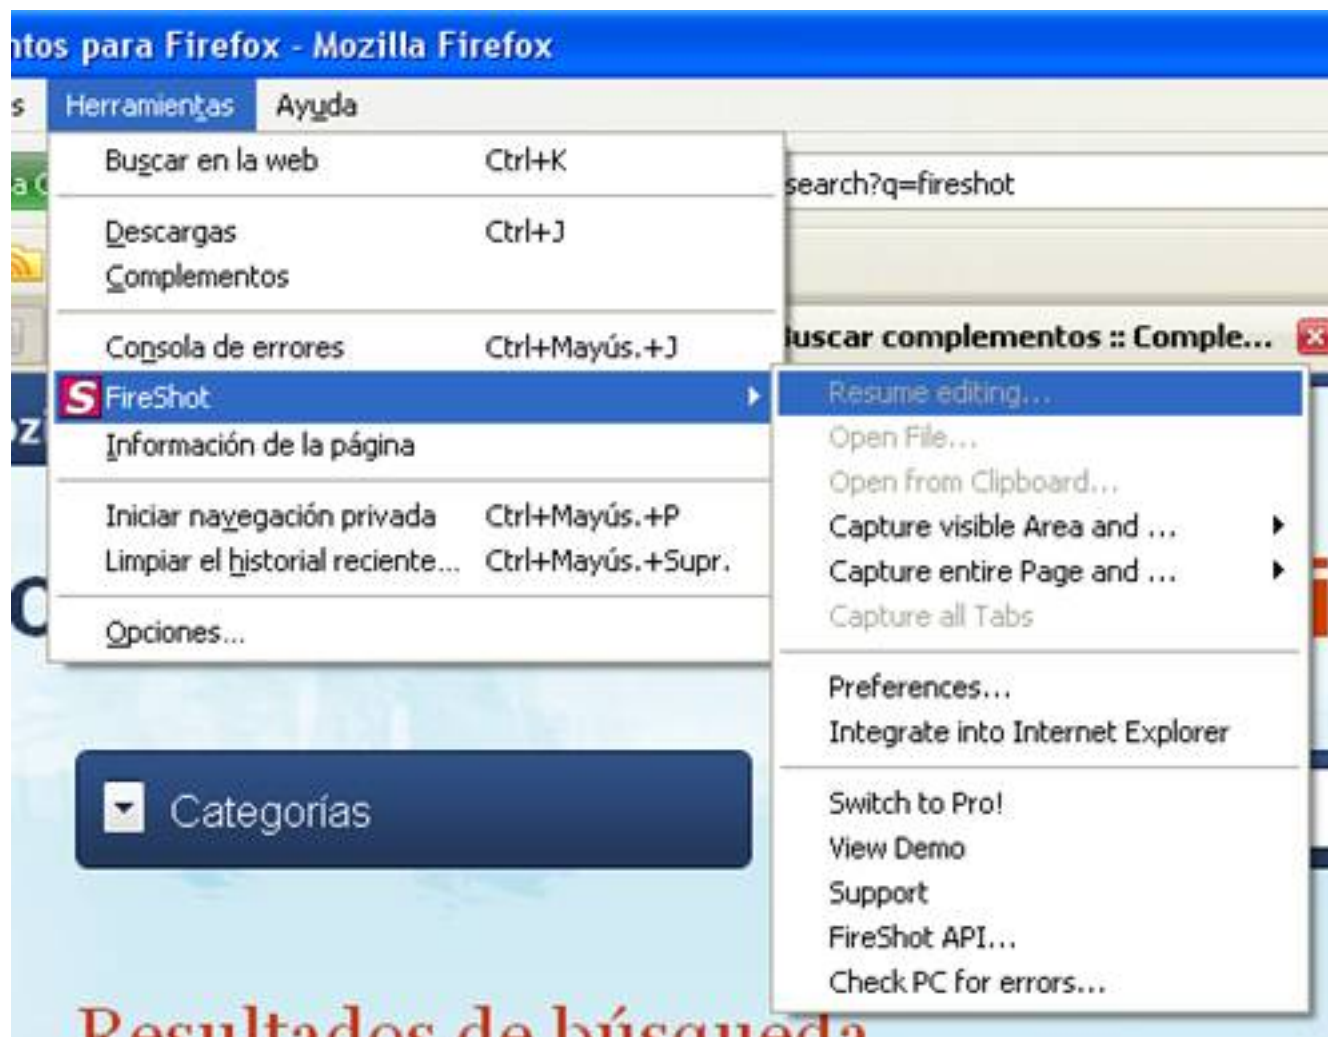 para Firefox - Mozilla Firefox
Herramientas Ayuda
Buscar en la web Ctrl+K
search?q=fireshot
Descargas Ctrl+J
Complementos
Consola de errores Ctrl+Mayús.+J
Buscar complementos :: Comple...
S FireShot
Resume editing...
Información de la página
Open File...
Open from Clipboard...
Iniciar navegación privada Ctrl+Mayús.+P
Capture visible Area and ...
Limpiar el historial reciente... Ctrl+Mayús.+Supr.
Capture entire Page and ...
Opciones...
Capture all Tabs
Preferences...
Integrate into Internet Explorer
Categorías
Switch to Pro!
View Demo
Support
FireShot API...
Check PC for errors...
Resultados de búsqueda